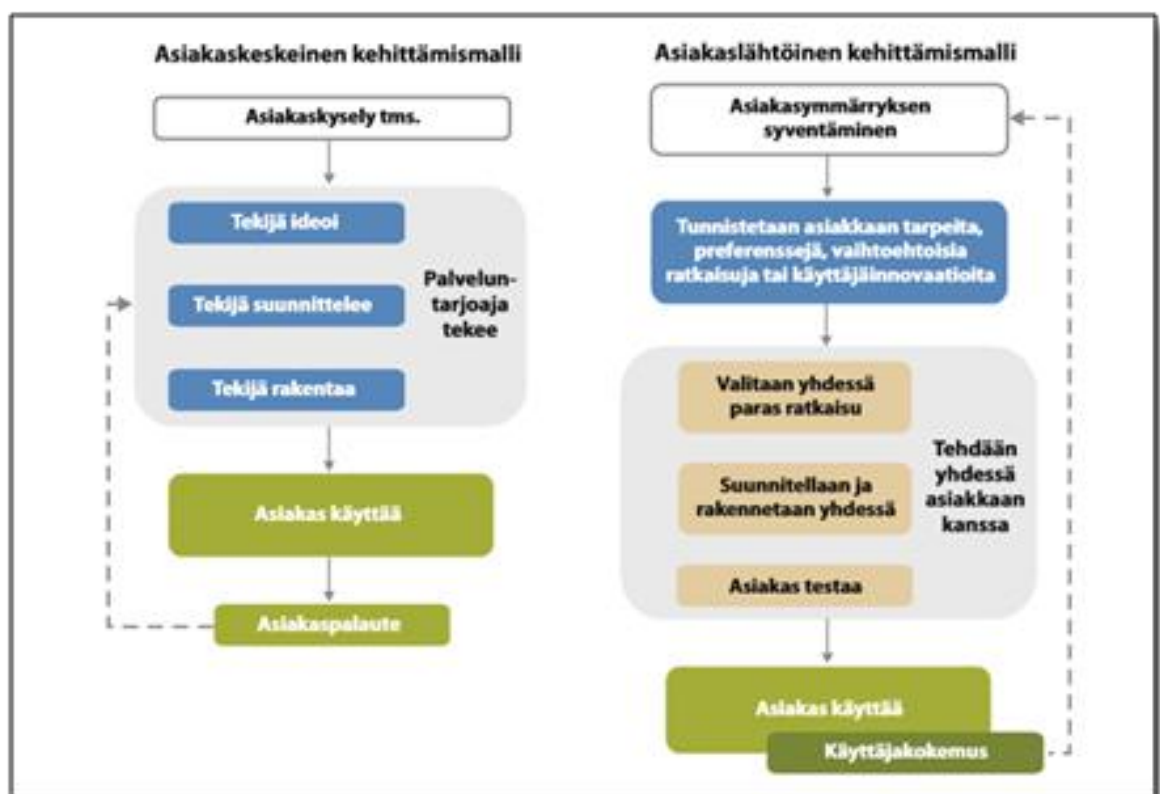 Asiakaskeskeinen kehittämismalli
Asiakaskysely tms.
Tekijä ideoi
Tekijä suunnittelee
Tekijä rakentaa
Palvelun-
tarjoaja
tekee
Asiakas käyttää
Asiakaspalaute
Asiakaslähtöinen kehittämismalli
Asiakasymmärryksen
syventäminen
Tunnistetaan asiakkaan tarpeita,
preferenssejä, vaihtoehtoisia
ratkaisuja tai käyttäjäinnovaatioita
Valitaan yhdessä
paras ratkaisu
Suunnitellaan ja
rakennetaan yhdessä
Asiakas testaa
Tehdään
yhdessä
asiakkaan
kanssa
Asiakas käyttää
Käyttäjakokemus